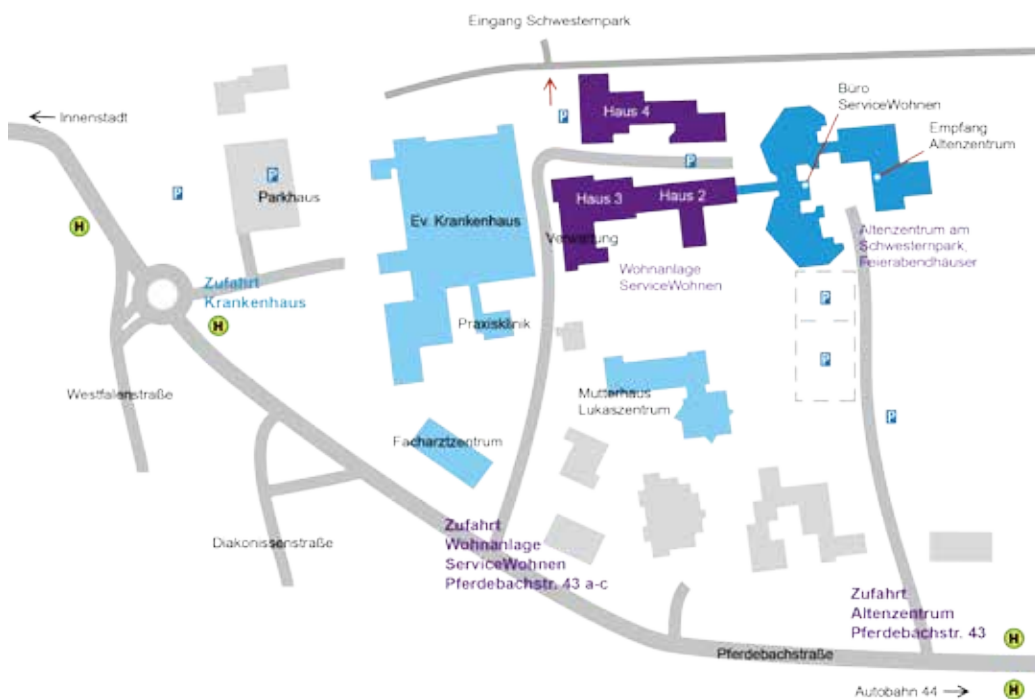 Eingang Schwesternpark
← Innenstadt
P
Haus 4
Büro
ServiceWohnen
Empfang
Altenzentrum
P
P
P
Parkhaus
Ev. Krankenhaus
Haus 3
Haus 2
H
Verwaltung
Altenzentrum am
Schwesternpark,
Feierabendhäuser
Wohnanlage
ServiceWohnen
Zufahrt
Krankenhaus
P
H
Praxisklinik
P
Westfalenstraße
Mutterhaus
Lukaszentrum
P
Facharztzentrum
Diakonissenstraße
Zufahrt
Wohnanlage
ServiceWohnen
Pferdebachstr. 43 a-c
Zufahrt
Altenzentrum
Pferdebachstr. 43
H
Pferdebachstraße
Autobahn 44 →
H